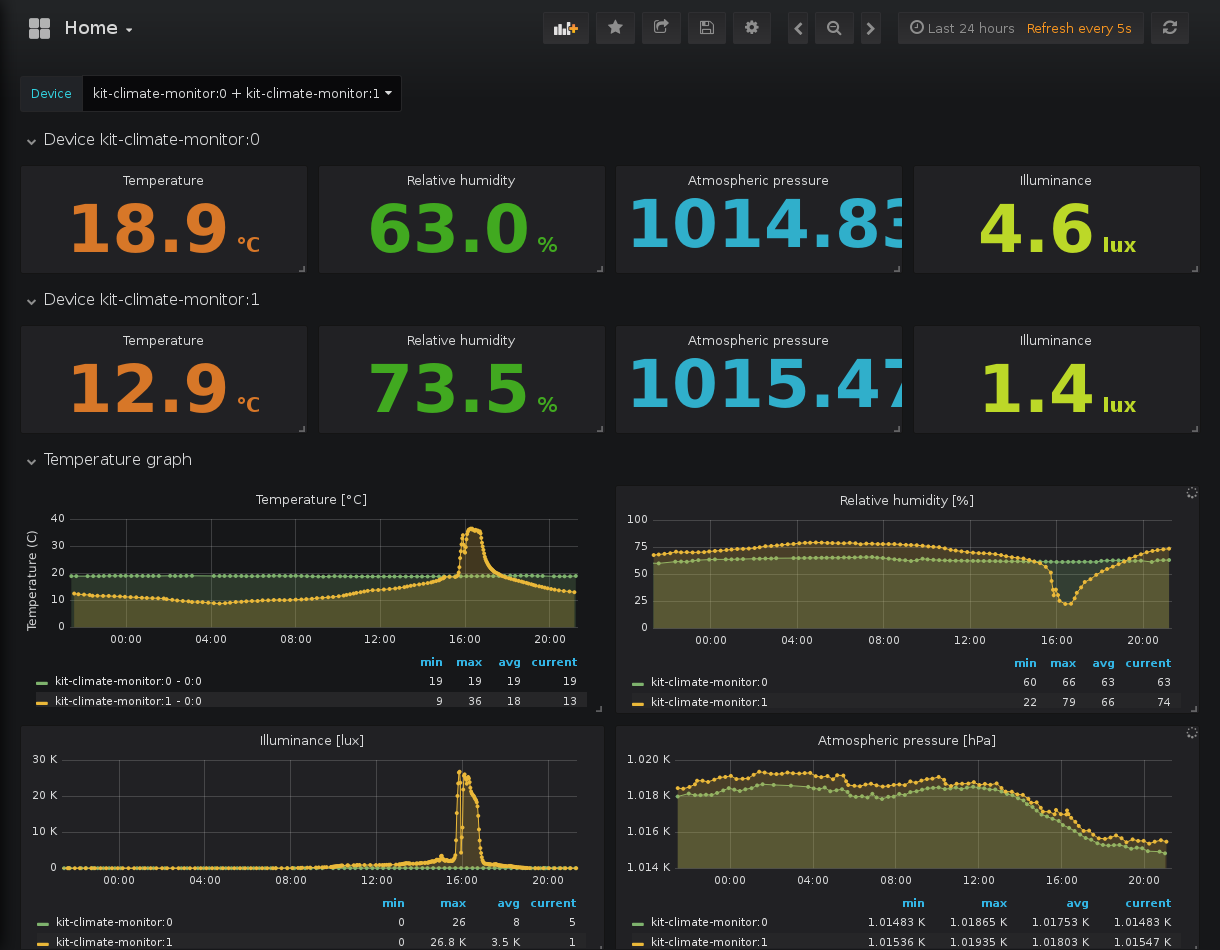 Home
Last 24 hours Refresh every 5s
Device kit-climate-monitor:0 + kit-climate-monitor:1
Device kit-climate-monitor:0
Temperature Relative humidity Atmospheric pressure Illuminance
18.9 °C 63.0 % 1014.83 4.6 lux
Device kit-climate-monitor:1
Temperature Relative humidity Atmospheric pressure Illuminance
12.9 °C 73.5 % 1015.47 1.4 lux
Temperature graph
Temperature [°C]
Temperature (C)
40
30
20
10
0
00:00 04:00 08:00 12:00 16:00 20:00
min max avg current
kit-climate-monitor:0 - 0:0 19 19 19 19
kit-climate-monitor:1 - 0:0 9 36 18 13
Relative humidity [%]
100
75
50
25
0
00:00 04:00 08:00 12:00 16:00 20:00
min max avg current
kit-climate-monitor:0 60 66 63 63
kit-climate-monitor:1 22 79 66 74
Illuminance [lux]
30 K
20 K
10 K
0
00:00 04:00 08:00 12:00 16:00 20:00
min max avg current
kit-climate-monitor:0 0 26 8 5
kit-climate-monitor:1 0 26.8 K 3.5 K 1
Atmospheric pressure [hPa]
1.020 K
1.018 K
1.016 K
1.014 K
00:00 04:00 08:00 12:00 16:00 20:00
min max avg current
kit-climate-monitor:0 1.01483 K 1.01865 K 1.01753 K 1.01483 K
kit-climate-monitor:1 1.01536 K 1.01935 K 1.01803 K 1.01547 K